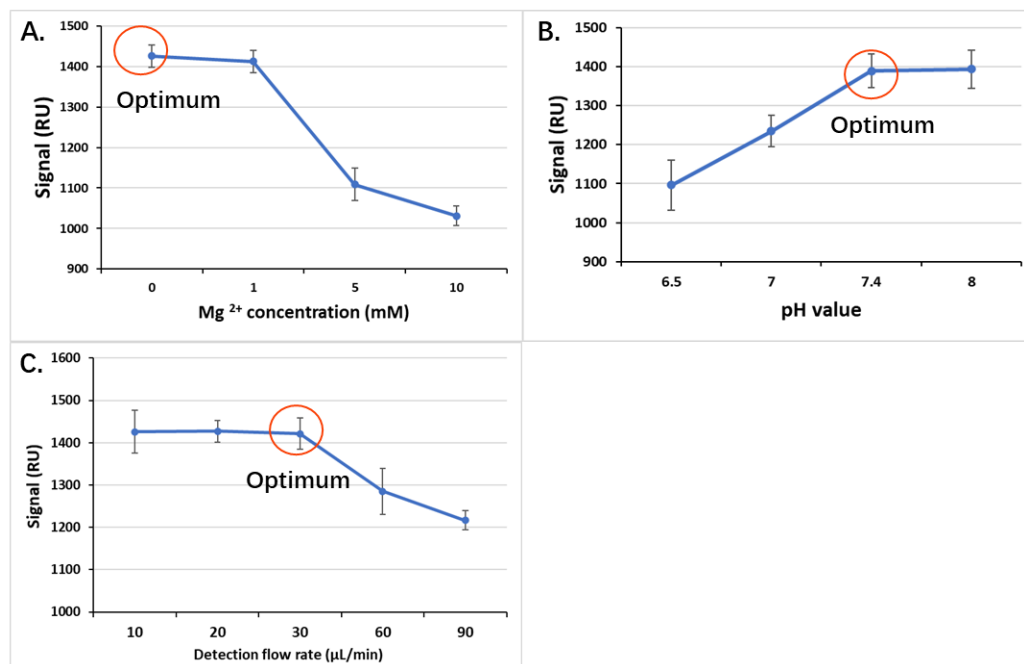 A.
1500
1400
1300
1200
1100
1000
900
Signal (RU)
Optimum
0 1 5 10
Mg ²⁺ concentration (mM)
B.
1500
1400
1300
1200
1100
1000
900
Signal (RU)
Optimum
6.5 7 7.4 8
pH value
C.
1600
1500
1400
1300
1200
1100
1000
Signal (RU)
Optimum
10 20 30 60 90
Detection flow rate (µL/min)